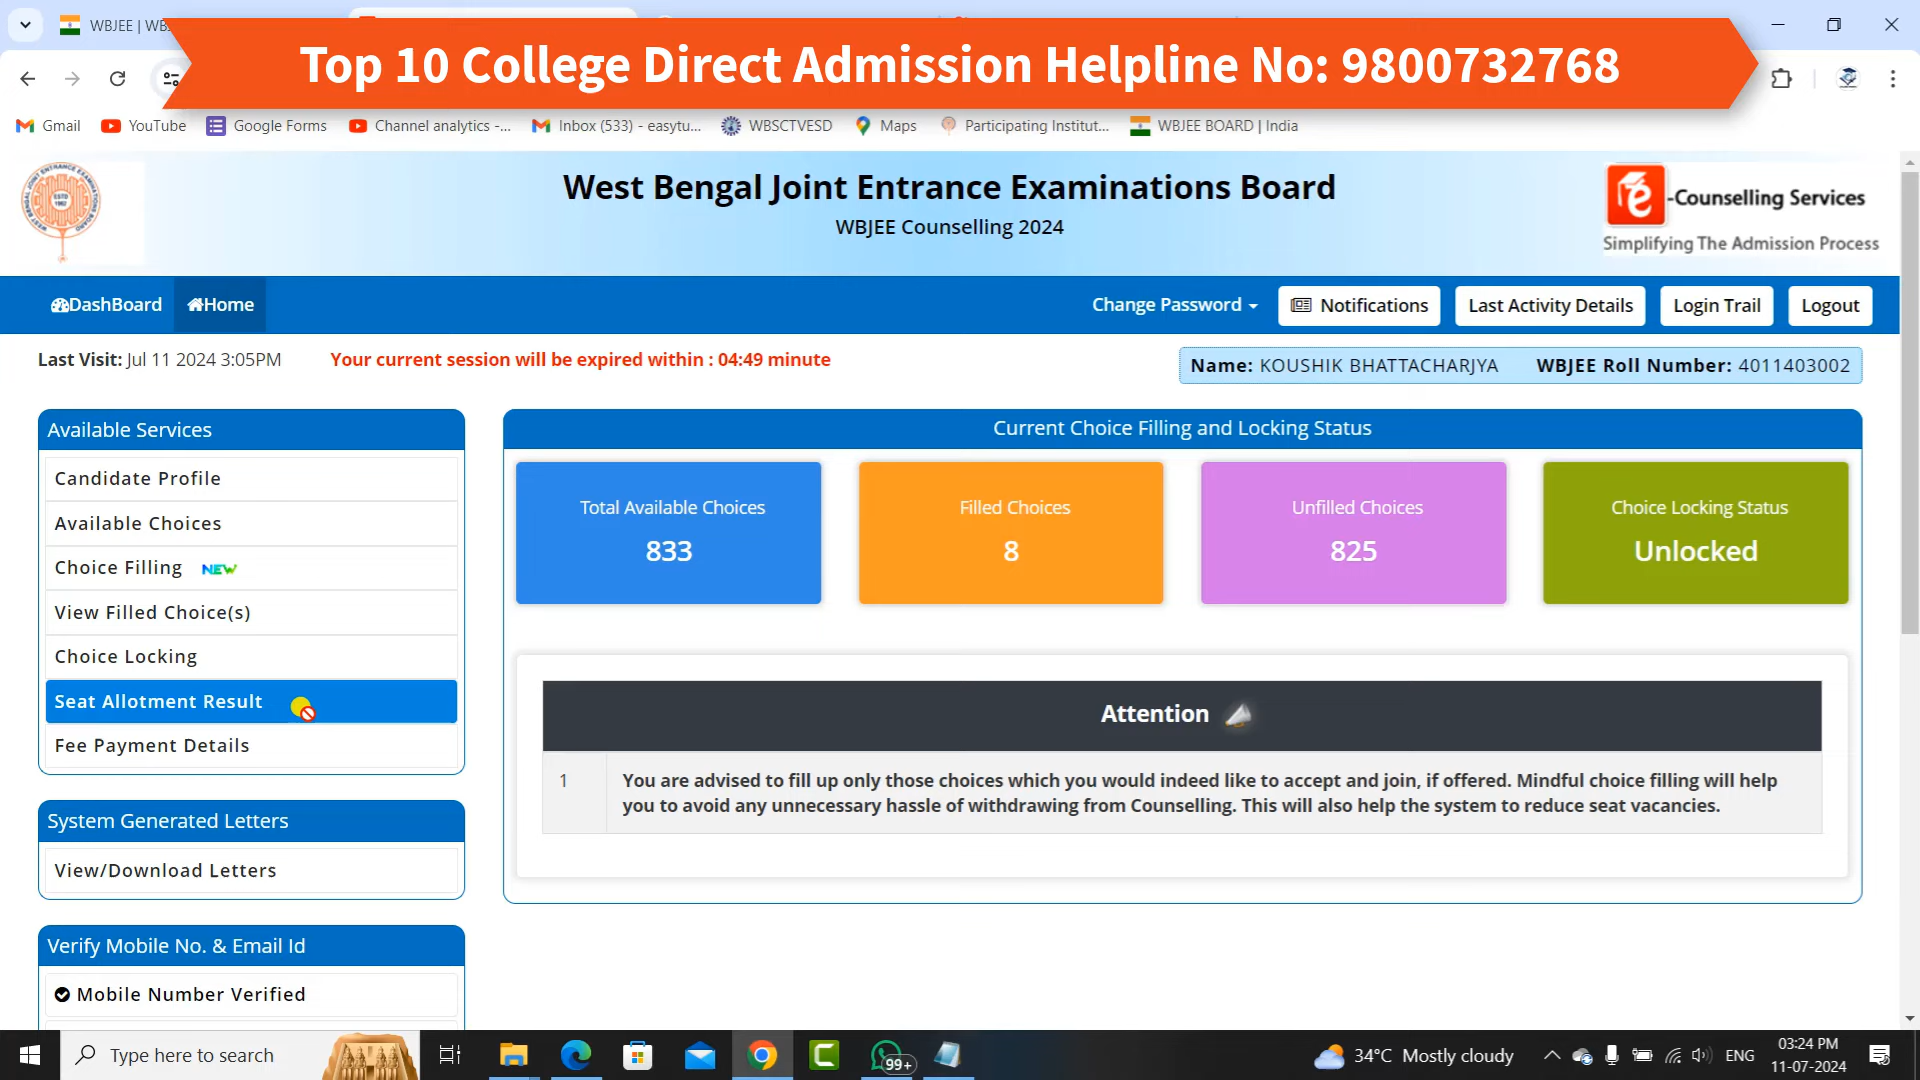 WBJEE | WB
Top 10 College Direct Admission Helpline No: 9800732768
Gmail
YouTube
Google Forms
Channel analytics -...
Inbox (533) - easytu...
WBSCTVESD
Maps
Participating Institut...
WBJEE BOARD | India
West Bengal Joint Entrance Examinations Board
WBJEE Counselling 2024
e-Counselling Services
Simplifying The Admission Process
DashBoard
Home
Change Password
Notifications
Last Activity Details
Login Trail
Logout
Last Visit: Jul 11 2024 3:05PM
Your current session will be expired within : 04:49 minute
Name: KOUSHIK BHATTACHARJYA WBJEE Roll Number: 4011403002
Available Services
Candidate Profile
Available Choices
Choice Filling NEW
View Filled Choice(s)
Choice Locking
Seat Allotment Result
Fee Payment Details
System Generated Letters
View/Download Letters
Verify Mobile No. & Email Id
Mobile Number Verified
Current Choice Filling and Locking Status
Total Available Choices
833
Filled Choices
8
Unfilled Choices
825
Choice Locking Status
Unlocked
Attention
1
You are advised to fill up only those choices which you would indeed like to accept and join, if offered. Mindful choice filling will help
you to avoid any unnecessary hassle of withdrawing from Counselling. This will also help the system to reduce seat vacancies.
Type here to search
99+
34°C Mostly cloudy
ENG
03:24 PM
11-07-2024